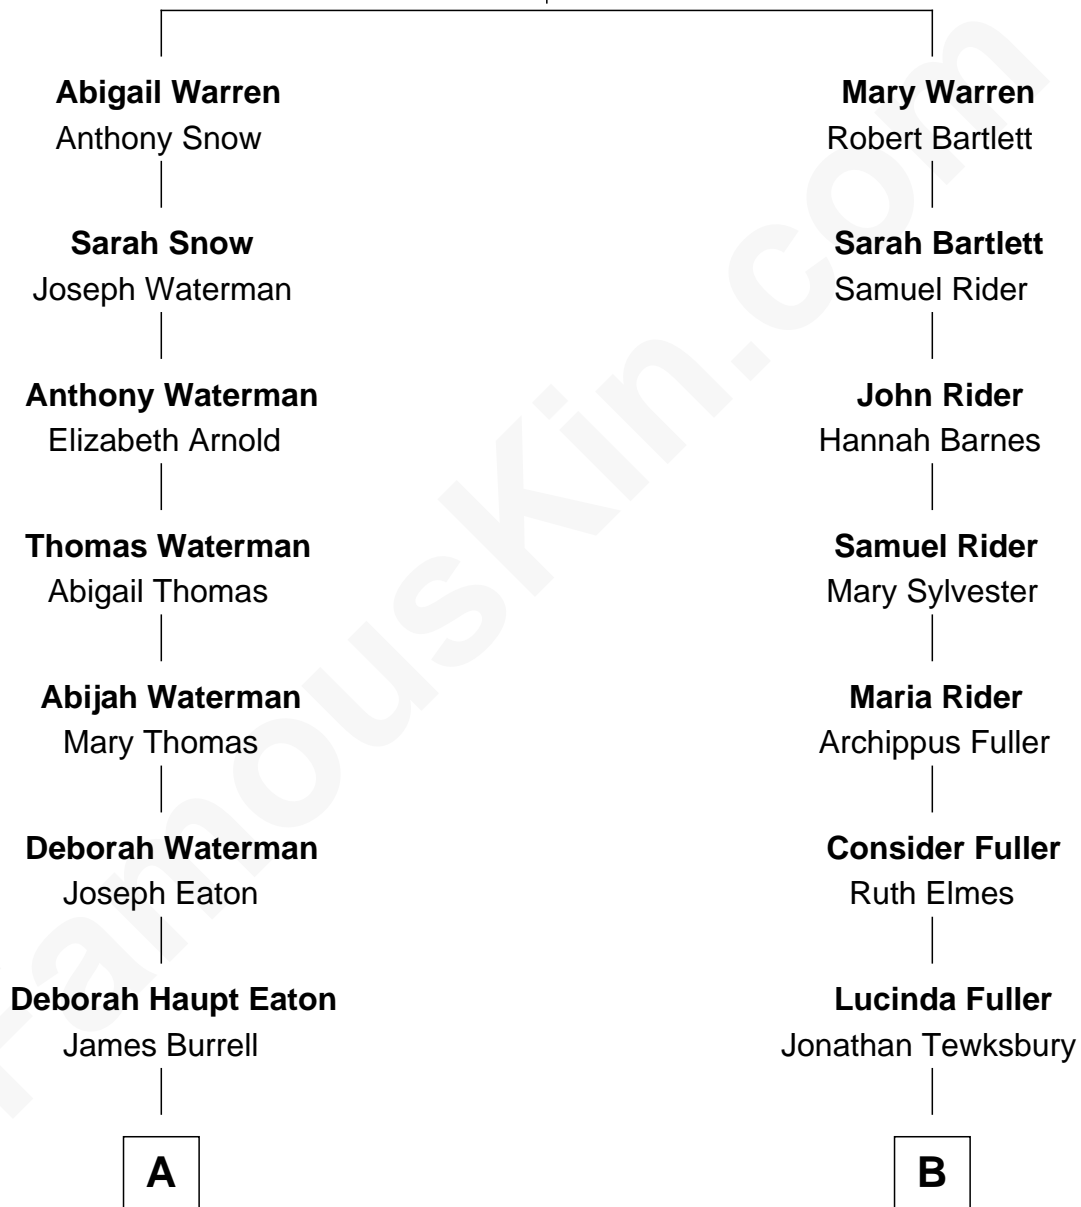 Abigail Warren
Anthony Snow
Sarah Snow
Joseph Waterman
Anthony Waterman
Elizabeth Arnold
Thomas Waterman
Abigail Thomas
Abijah Waterman
Mary Thomas
Deborah Waterman
Joseph Eaton
Deborah Haupt Eaton
James Burrell
A
Mary Warren
Robert Bartlett
Sarah Bartlett
Samuel Rider
John Rider
Hannah Barnes
Samuel Rider
Mary Sylvester
Maria Rider
Archippus Fuller
Consider Fuller
Ruth Elmes
Lucinda Fuller
Jonathan Tewksbury
B
FamousKin.com